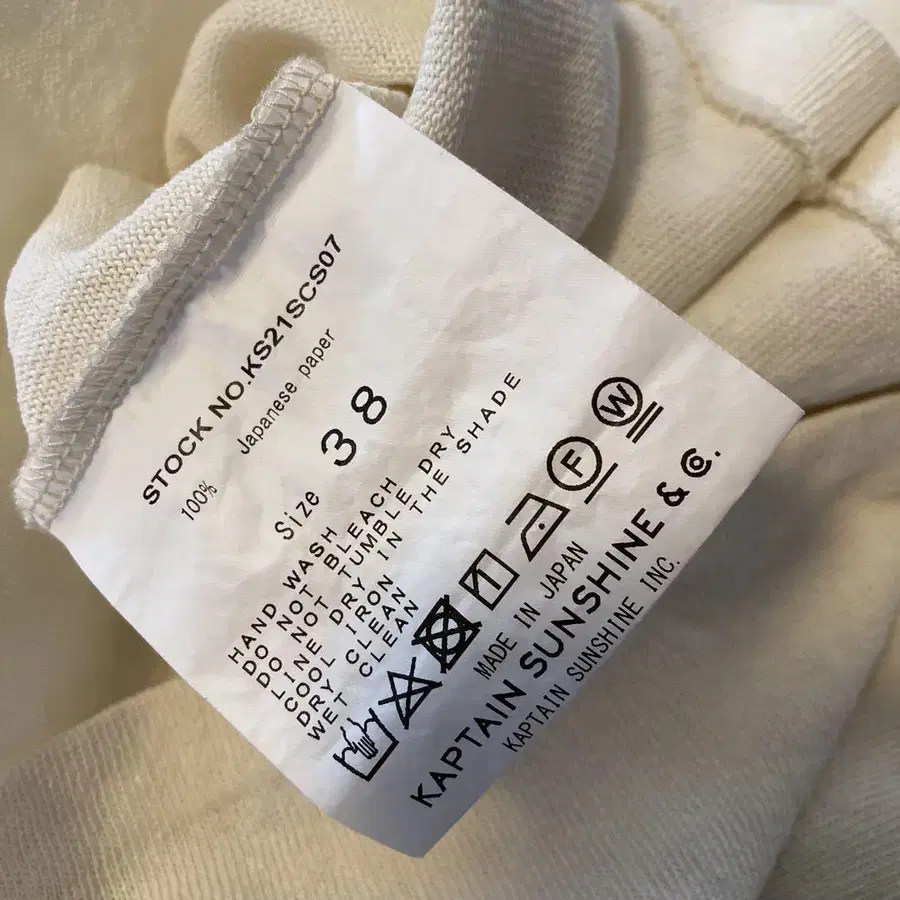 STOCK NO.KS21SCS07
100% Japanese paper
Size 38
HAND WASH
DO NOT BLEACH
DO NOT TUMBLE DRY
LINE DRY IN THE SHADE
COOL IRON
DRY CLEAN
WET CLEAN
F
W
MADE IN JAPAN
KAPTAIN SUNSHINE & Co.
KAPTAIN SUNSHINE INC.